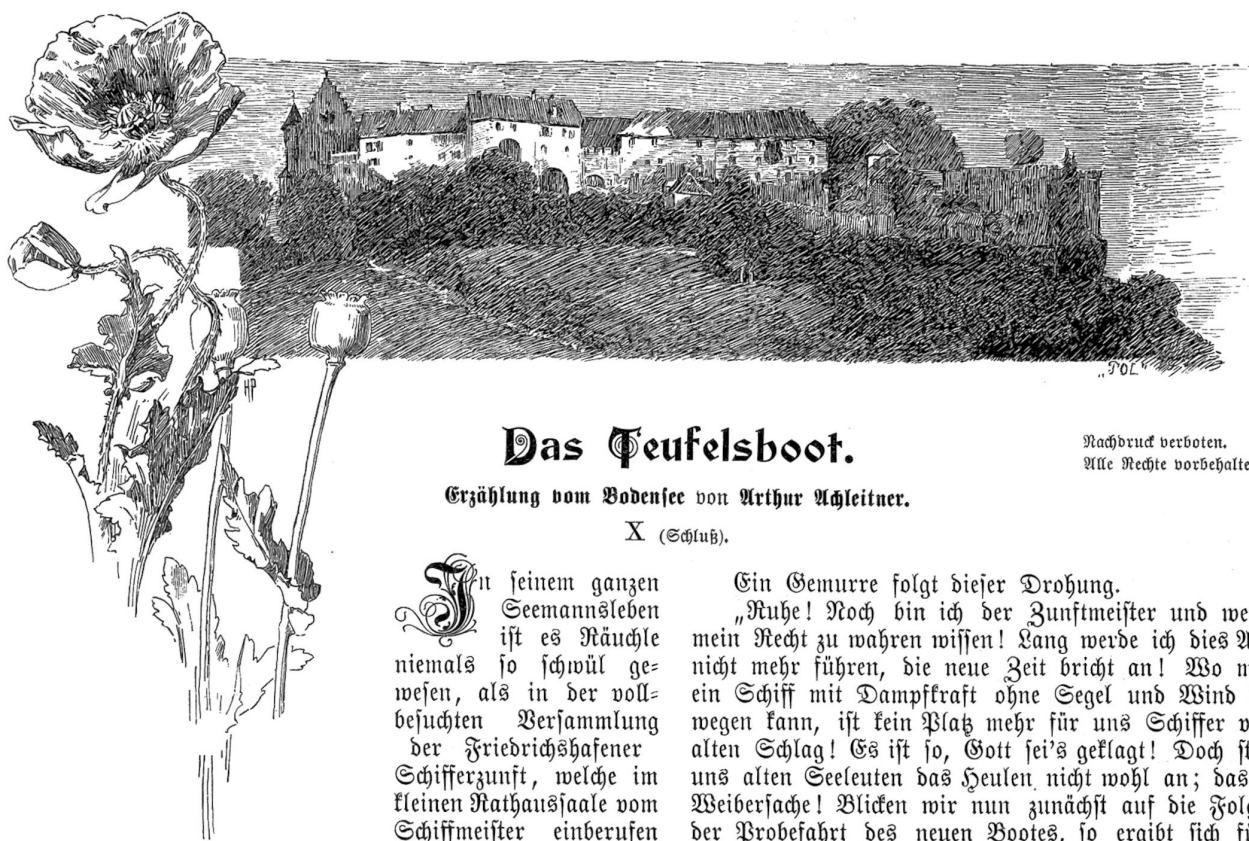 „POL"
HP
Das Teufelsboot.
Nachdruck verboten.
Alle Rechte vorbehalte
Erzählung vom Bodensee von Arthur Achleitner.
X (Schluß).
In seinem ganzen
Seemannsleben
ist es Räuchle
niemals so schwül ge=
wesen, als in der voll=
besuchten Versammlung
der Friedrichshafener
Schifferzunft, welche im
kleinen Rathaussaale vom
Schiffmeister einberufen
Ein Gemurre folgt dieser Drohung.
„Ruhe! Noch bin ich der Zunftmeister und we
mein Recht zu wahren wissen! Lang werde ich dies A
nicht mehr führen, die neue Zeit bricht an! Wo
ein Schiff mit Dampfkraft ohne Segel und Wind
wegen kann, ist kein Platz mehr für uns Schiffer v
alten Schlag! Es ist so, Gott sei's geklagt! Doch st
uns alten Seeleuten das Heulen nicht wohl an; das
Weibersache! Blicken wir nun zunächst auf die Folg
der Probefahrt des neuen Bootes, so ergibt sich fü